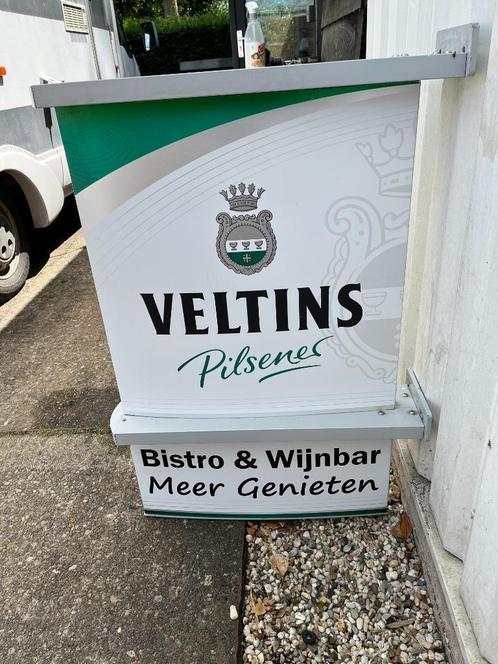 VELTINS
Pilsener
Bistro & Wijnbar
Meer Genieten